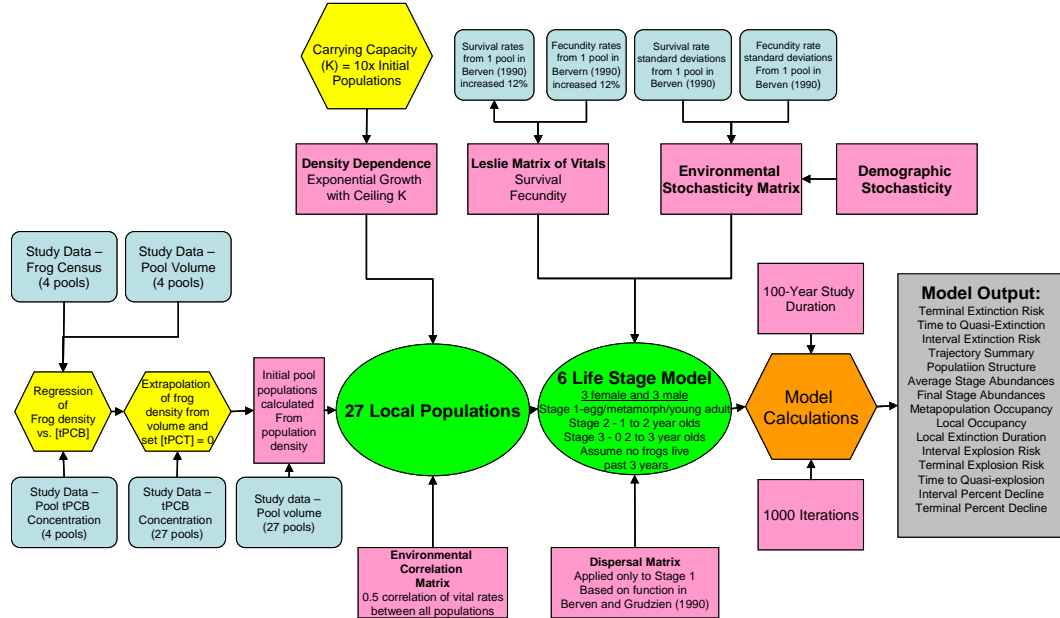 Carrying Capacity
(K) = 10x Initial
Populations
Survival rates
from 1 pool in
Berven (1990)
increased 12%
Fecundity rates
from 1 pool in
Bervern (1990)
increased 12%
Survival rate
standard deviations
from 1 pool in
Berven (1990)
Fecundity rate
standard deviations
From 1 pool in
Berven (1990)
Density Dependence
Exponential Growth
with Ceiling K
Leslie Matrix of Vitals
Survival
Fecundity
Environmental
Stochasticity Matrix
Demographic
Stochasticity
Study Data –
Frog Census
(4 pools)
Study Data –
Pool Volume
(4 pools)
100-Year Study
Duration
Regression
of
Frog density
vs. [tPCB]
Extrapolation of frog
density from
volume and
set [tPCT] = 0
Initial pool
populations
calculated
From
population
density
27 Local Populations
6 Life Stage Model
3 female and 3 male
Stage 1-egg/metamorph/young adult
Stage 2 - 1 to 2 year olds
Stage 3 - 0 2 to 3 year olds
Assume no frogs live
past 3 years
Model
Calculations
Model Output:
Terminal Extinction Risk
Time to Quasi-Extinction
Interval Extinction Risk
Trajectory Summary
Populatiion Structure
Average Stage Abundances
Final Stage Abundances
Metapopulation Occupancy
Local Occupancy
Local Extinction Duration
Interval Explosion Risk
Terminal Explosion Risk
Time to Quasi-explosion
Interval Percent Decline
Terminal Percent Decline
Study Data –
Pool tPCB
Concentration
(4 pools)
Study Data –
tPCB
Concentration
(27 pools)
Study data –
Pool volume
(27 pools)
Environmental
Correlation
Matrix
0.5 correlation of vital rates
between all populations
Dispersal Matrix
Applied only to Stage 1
Based on function in
Berven and Grudzien (1990)
1000 Iterations